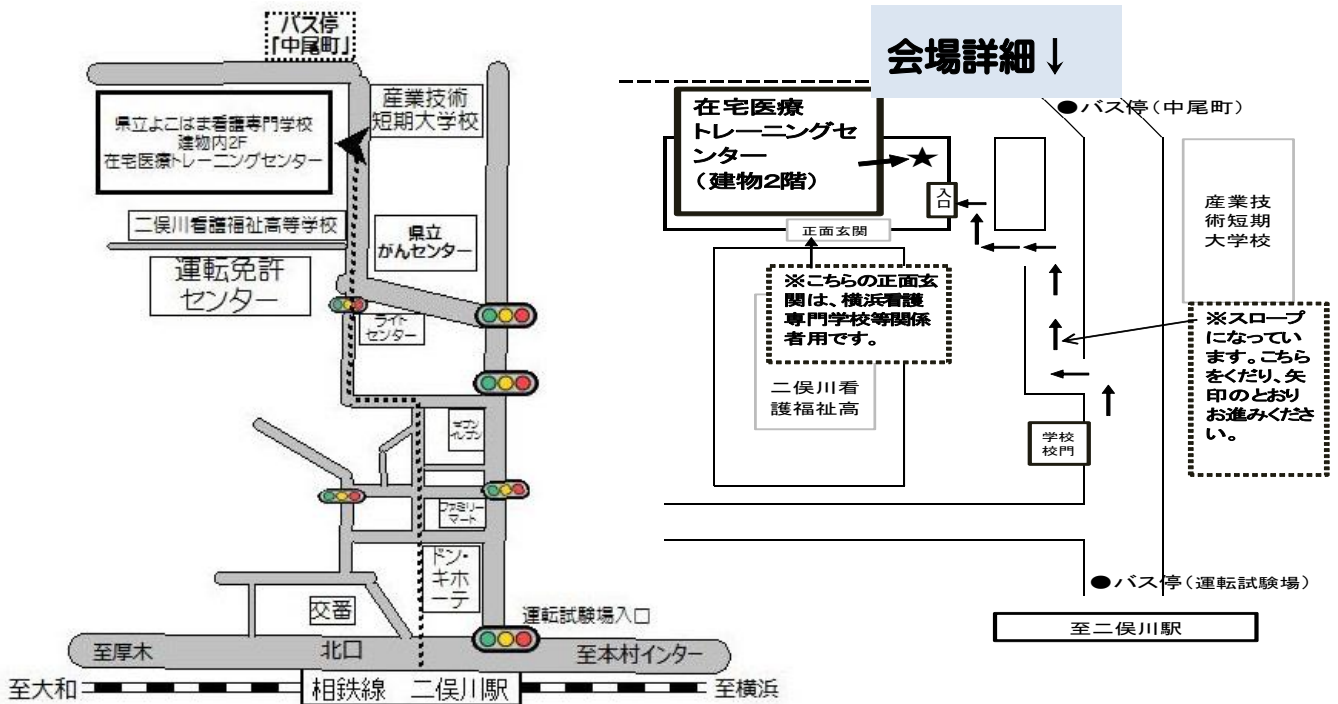 バス停
「中尾町」
産業技術
短期大学校
県立よこはま看護専門学校
建物内2F
在宅医療トレーニングセンター
二俣川看護福祉高等学校
県立
がんセンター
運転免許
センター
ライト
センター
セブン
イレブン
ファミリー
マート
ドン・
キホ
ーテ
交番
運転試験場入口
至厚木
北口
至本村インター
至大和
相鉄線 二俣川駅
至横浜
会場詳細↓
在宅医療
トレーニングセ
ンター
(建物2階)
★
入口
正面玄関
※こちらの正面玄
関は、横浜看護
専門学校等関係
者用です。
二俣川看
護福祉高
●バス停(中尾町)
産業技
術短期
大学校
※スロープ
になってい
ます。こちら
をくだり、矢
印のとおり
お進みくださ
い。
学校
校門
●バス停(運転試験場)
至二俣川駅